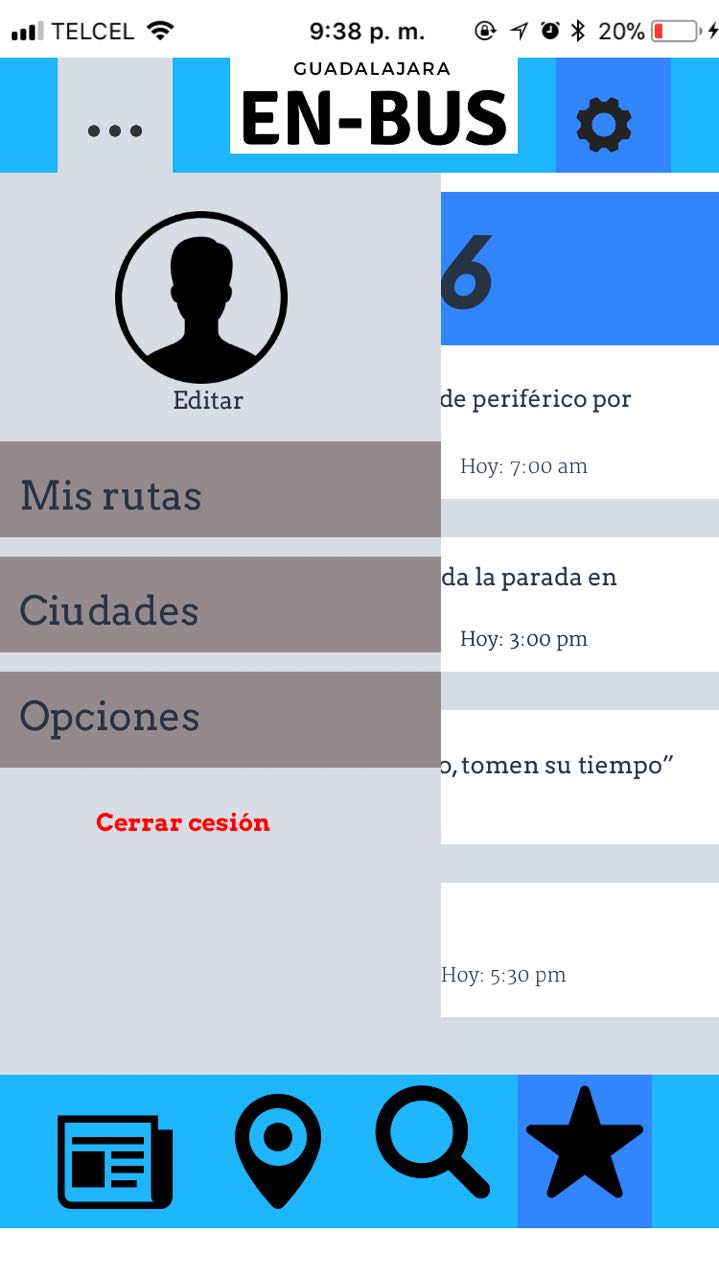 TELCEL 9:38 p. m. 20%
GUADALAJARA
EN-BUS
6
Editar
de periférico por
Mis rutas
Hoy: 7:00 am
Ciudades
da la parada en
Hoy: 3:00 pm
Opciones
o, tomen su tiempo”
Cerrar cesión
Hoy: 5:30 pm